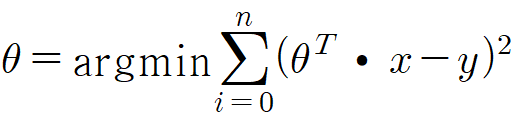 θ = argmin ∑_{i=0}^{n} (θ^T • x − y)^2